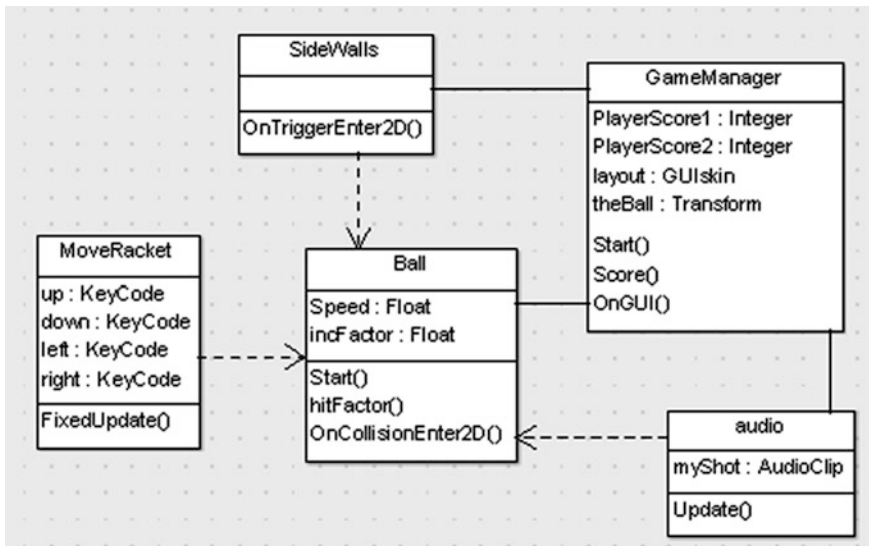 SideWalls
OnTriggerEnter2D()
GameManager
PlayerScore1 : Integer
PlayerScore2 : Integer
layout : GUIskin
theBall : Transform
Start()
Score()
OnGUI()
MoveRacket
up : KeyCode
down : KeyCode
left : KeyCode
right : KeyCode
FixedUpdate()
Ball
Speed : Float
incFactor : Float
Start()
hitFactor()
OnCollisionEnter2D()
audio
myShot : AudioClip
Update()